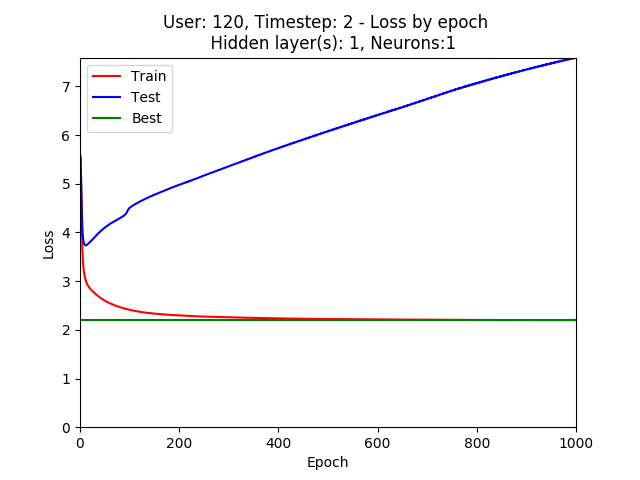 User: 120, Timestep: 2 - Loss by epoch
Hidden layer(s): 1, Neurons:1
Train
Test
Best
7
6
5
4
3
2
1
0
Loss
0 200 400 600 800 1000
Epoch